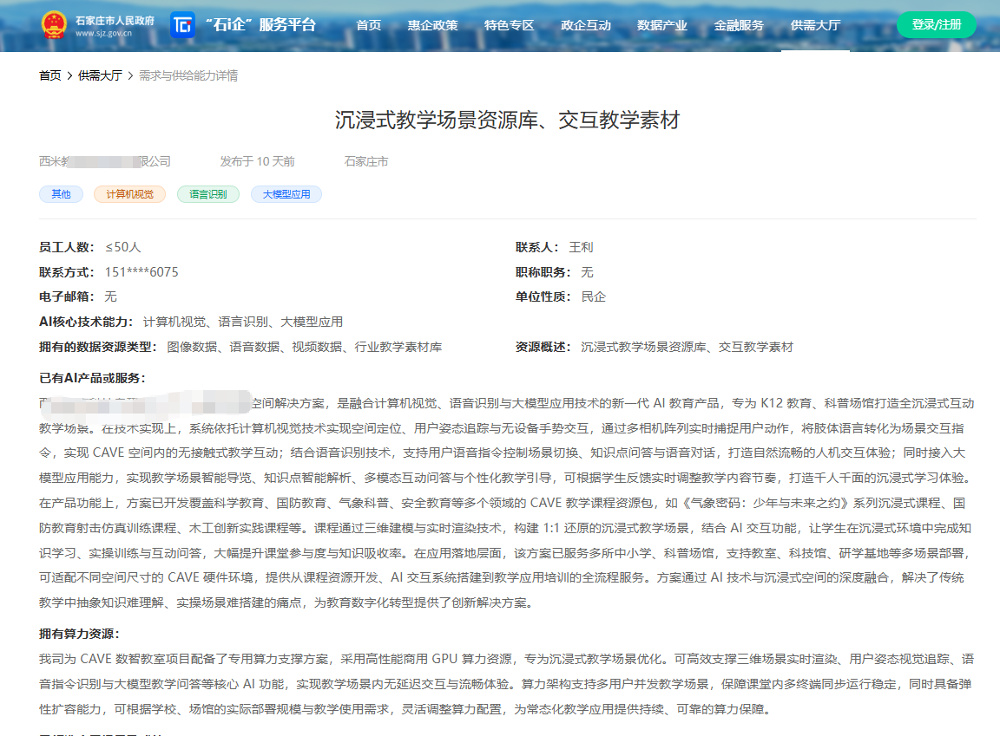 石家庄市人民政府
www.sjz.gov.cn
“石i企”服务平台
首页 惠企政策 特色专区 政企互动 数据产业 金融服务 供需大厅
登录/注册
首页 > 供需大厅 > 需求与供给能力详情
沉浸式教学场景资源库、交互教学素材
西米教 限公司 发布于 10 天前 石家庄市
其他 计算机视觉 语言识别 大模型应用
员工人数： ≤50人 联系人： 王利
联系方式： 151****6075 职称职务： 无
电子邮箱： 无 单位性质： 民企
AI核心技术能力： 计算机视觉、语言识别、大模型应用
拥有的数据资源类型： 图像数据、语音数据、视频数据、行业教学素材库 资源概述： 沉浸式教学场景资源库、交互教学素材
已有AI产品或服务：
空间解决方案，是融合计算机视觉、语音识别与大模型应用技术的新一代 AI 教育产品，专为 K12 教育、科普场馆打造全沉浸式互动
教学场景。在技术实现上，系统依托计算机视觉技术实现空间定位、用户姿态追踪与无设备手势交互，通过多相机阵列实时捕捉用户动作，将肢体语言转化为场景交互指
令，实现 CAVE 空间内的无接触式教学互动；结合语音识别技术，支持用户语音指令控制场景切换、知识点问答与语音对话，打造自然流畅的人机交互体验；同时接入大
模型应用能力，实现教学场景智能导览、知识点智能解析、多模态互动问答与个性化教学引导，可根据学生反馈实时调整教学内容节奏，打造千人千面的沉浸式学习体验。
在产品功能上，方案已开发覆盖科学教育、国防教育、气象科普、安全教育等多个领域的 CAVE 教学课程资源包，如《气象密码：少年与未来之约》系列沉浸式课程、国
防教育射击仿真训练课程、木工创新实践课程等。课程通过三维建模与实时渲染技术，构建 1:1 还原的沉浸式教学场景，结合 AI 交互功能，让学生在沉浸式环境中完成知
识学习、实操训练与互动问答，大幅提升课堂参与度与知识吸收率。在应用落地层面，该方案已服务多所中小学、科普场馆，支持教室、科技馆、研学基地等多场景部署，
可适配不同空间尺寸的 CAVE 硬件环境，提供从课程资源开发、AI 交互系统搭建到教学应用培训的全流程服务。方案通过 AI 技术与沉浸式空间的深度融合，解决了传统
教学中抽象知识难理解、实操场景难搭建的痛点，为教育数字化转型提供了创新解决方案。
拥有算力资源：
我司为 CAVE 数智教室项目配备了专用算力支撑方案，采用高性能商用 GPU 算力资源，专为沉浸式教学场景优化。可高效支撑三维场景实时渲染、用户姿态视觉追踪、语
音指令识别与大模型教学问答等核心 AI 功能，实现教学场景内无延迟交互与流畅体验。算力架构支持多用户并发教学场景，保障课堂内多终端同步运行稳定，同时具备弹
性扩容能力，可根据学校、场馆的实际部署规模与教学使用需求，灵活调整算力配置，为常态化教学应用提供持续、可靠的算力保障。